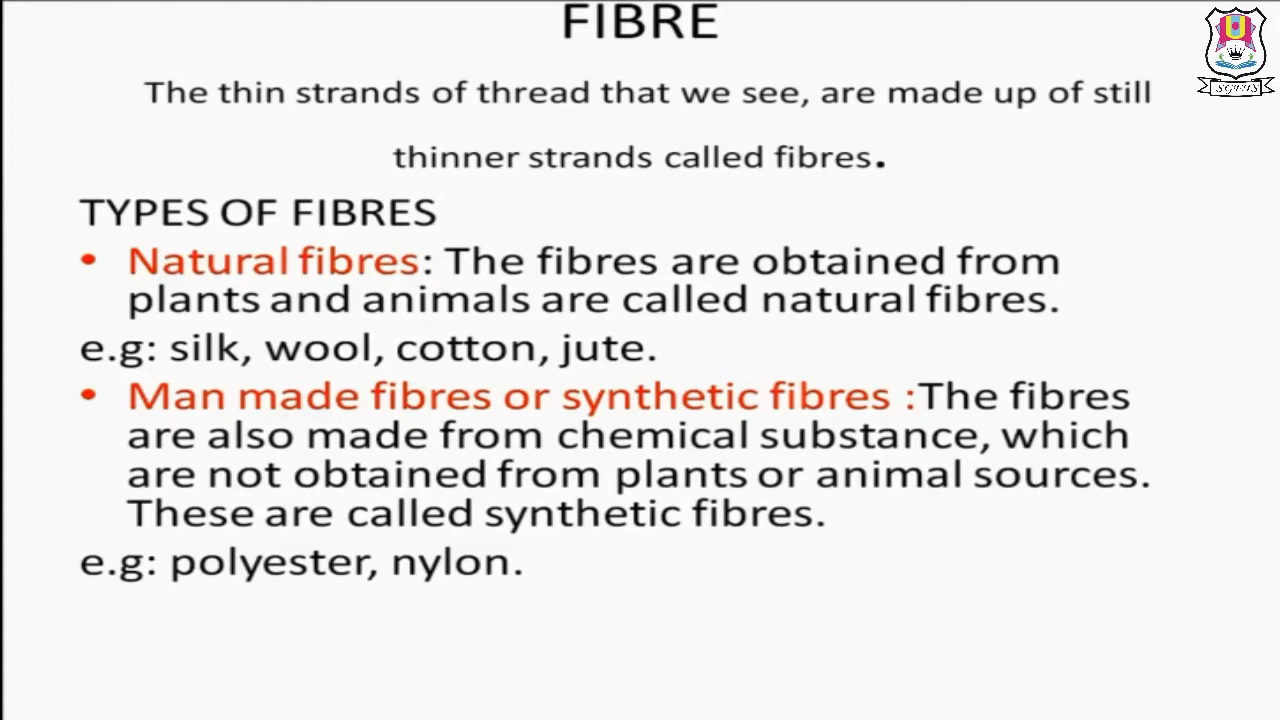 FIBRE
The thin strands of thread that we see, are made up of still
thinner strands called fibres.
TYPES OF FIBRES
• Natural fibres: The fibres are obtained from
plants and animals are called natural fibres.
e.g: silk, wool, cotton, jute.
• Man made fibres or synthetic fibres :The fibres
are also made from chemical substance, which
are not obtained from plants or animal sources.
These are called synthetic fibres.
e.g: polyester, nylon.